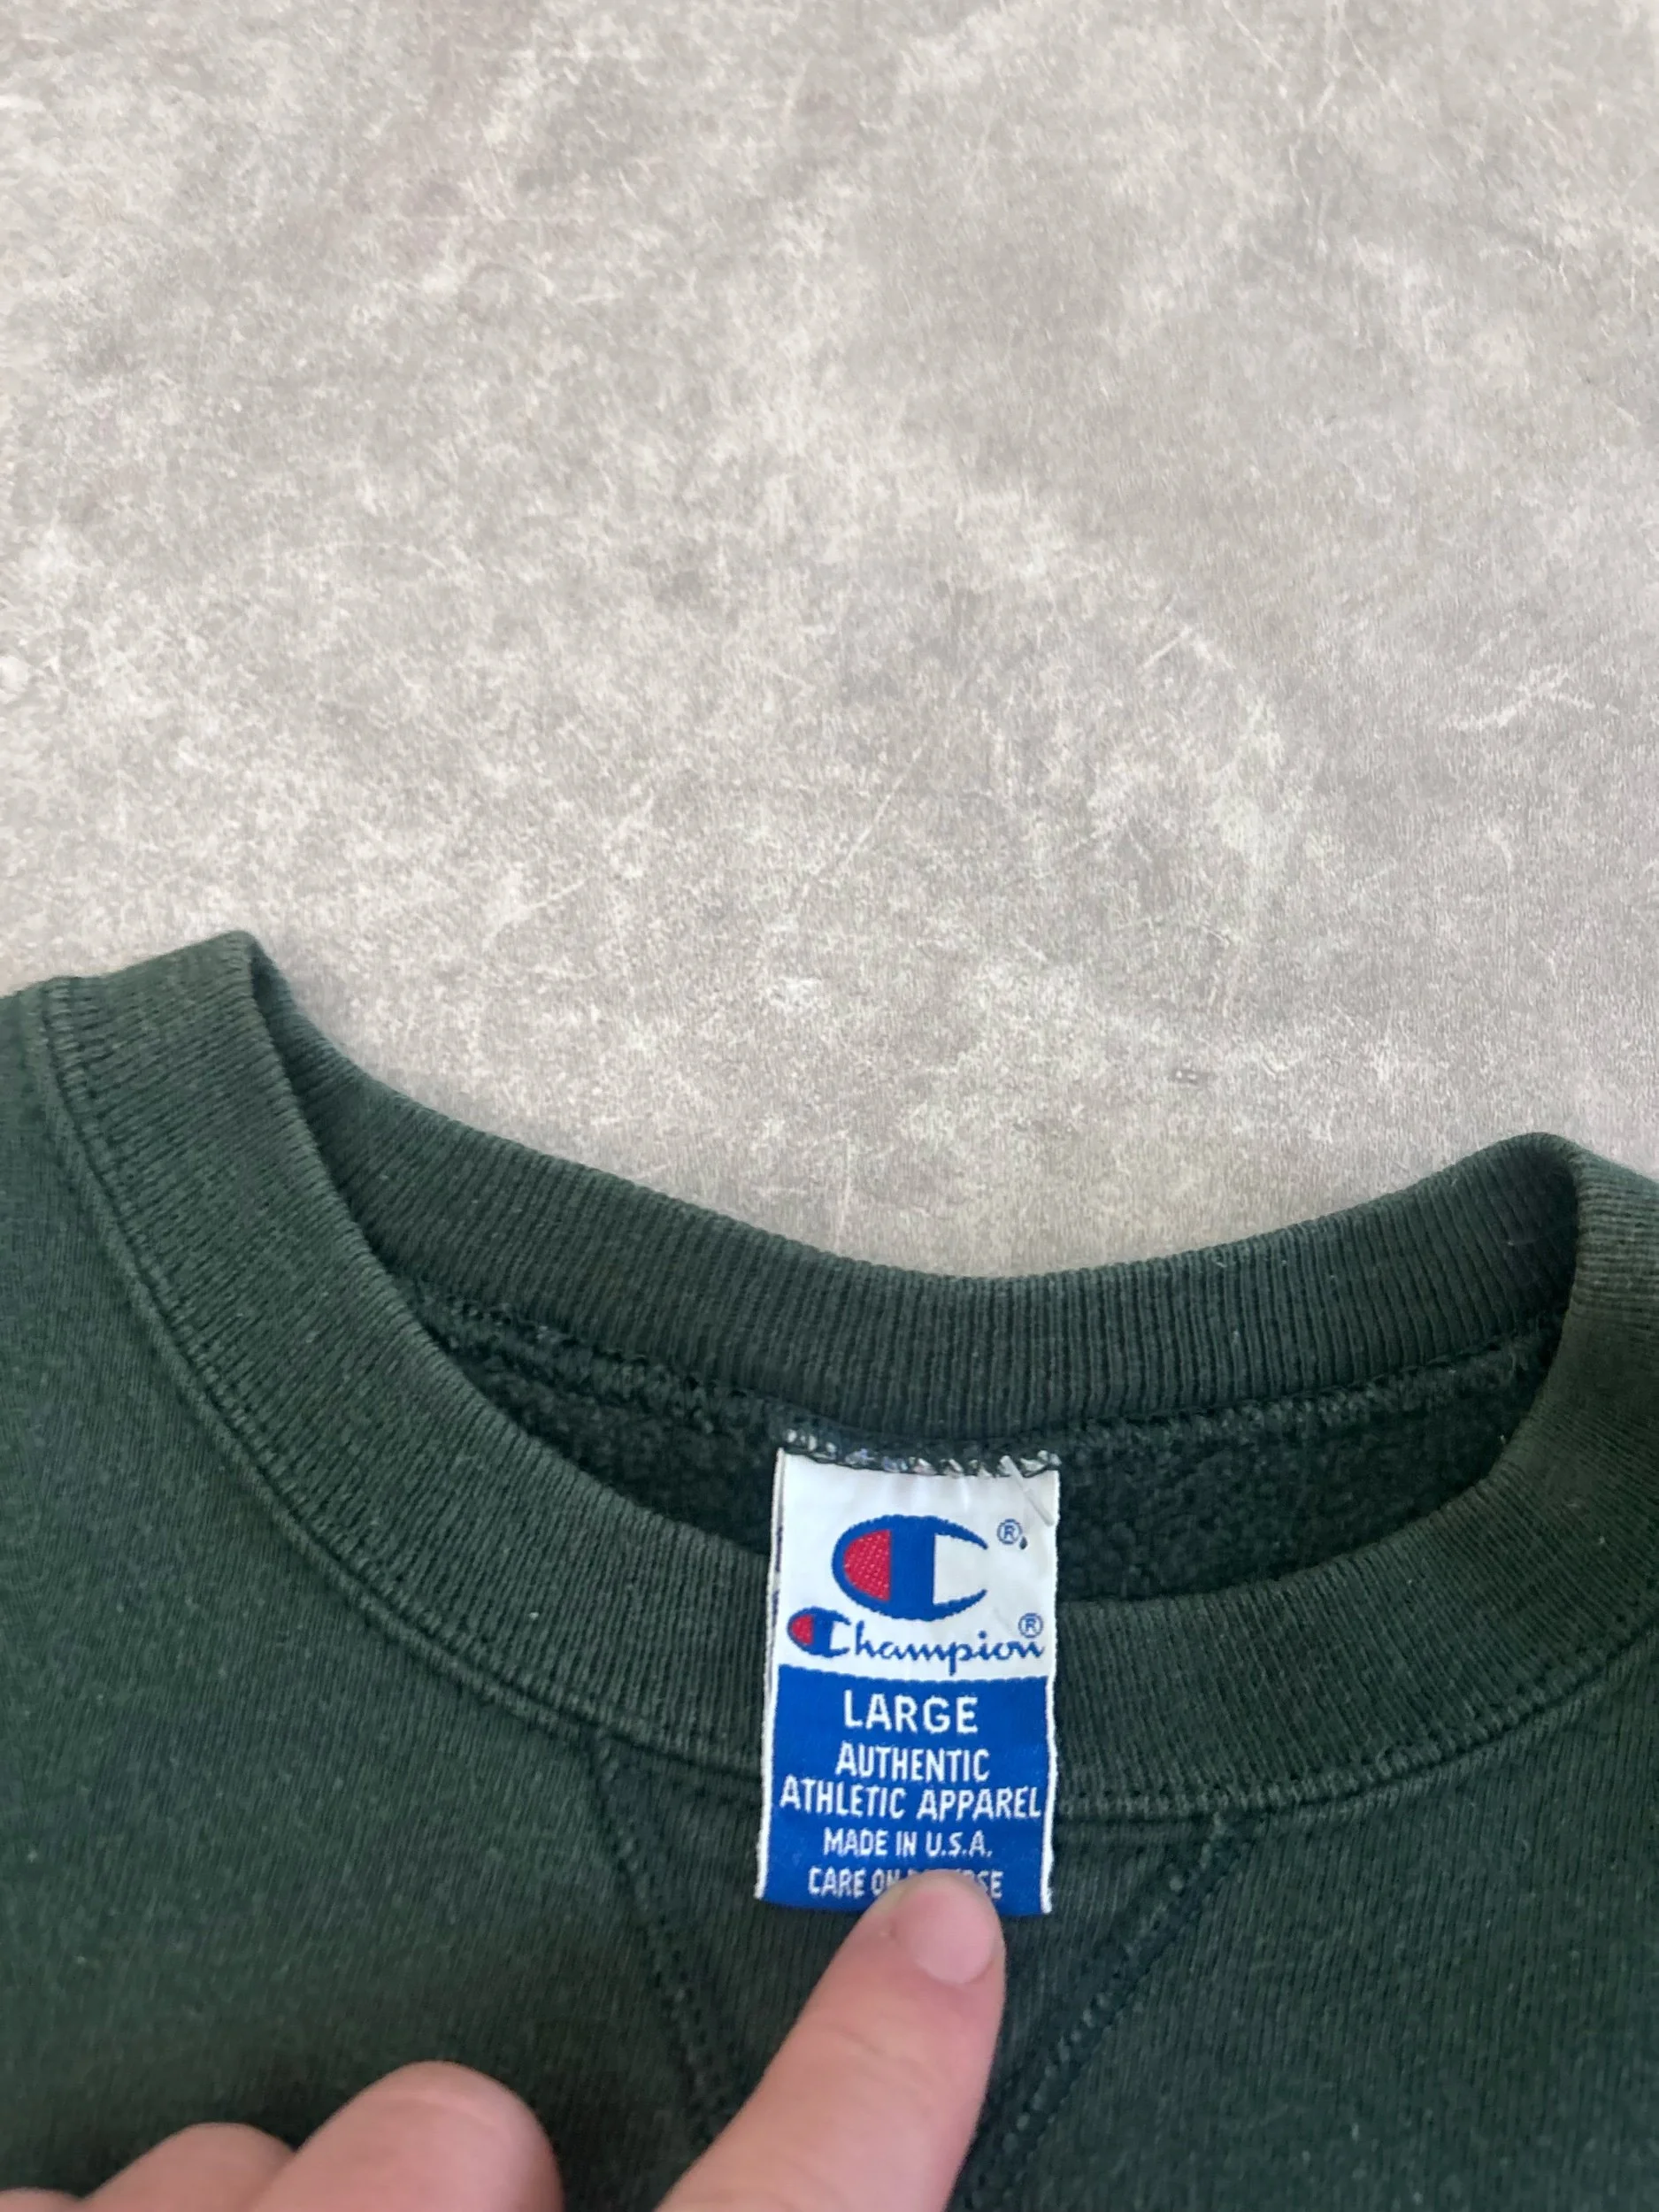 ®
Champion®
LARGE
AUTHENTIC
ATHLETIC APPAREL
MADE IN U.S.A.
CARE ON